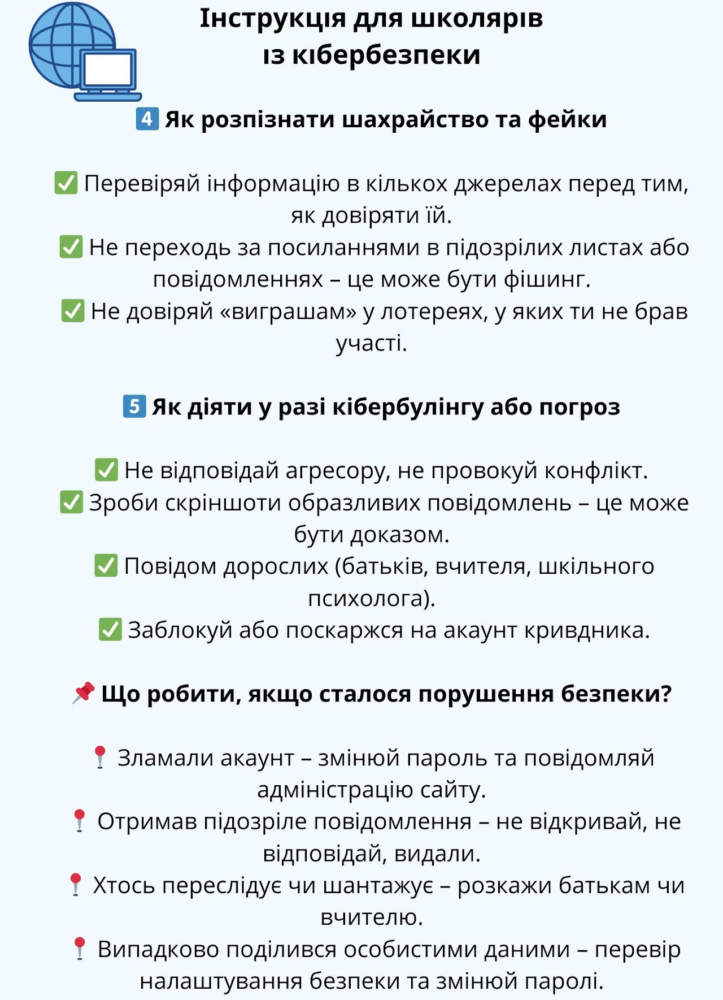 Інструкція для школярів
із кібербезпеки
4 Як розпізнати шахрайство та фейки
✅ Перевіряй інформацію в кількох джерелах перед тим,
як довіряти їй.
✅ Не переходь за посиланнями в підозрілих листах або
повідомленнях – це може бути фішинг.
✅ Не довіряй «виграшам» у лотереях, у яких ти не брав
участі.
5 Як діяти у разі кібербулінгу або погроз
✅ Не відповідай агресору, не провокуй конфлікт.
✅ Зроби скріншоти образливих повідомлень – це може
бути доказом.
✅ Повідом дорослих (батьків, вчителя, шкільного
психолога).
✅ Заблокуй або поскаржся на акаунт кривдника.
📌 Що робити, якщо сталося порушення безпеки?
📍 Зламали акаунт – змінюй пароль та повідомляй
адміністрацію сайту.
📍 Отримав підозріле повідомлення – не відкривай, не
відповідай, видали.
📍 Хтось переслідує чи шантажує – розкажи батькам чи
вчителю.
📍 Випадково поділився особистими даними – перевір
налаштування безпеки та змінюй паролі.